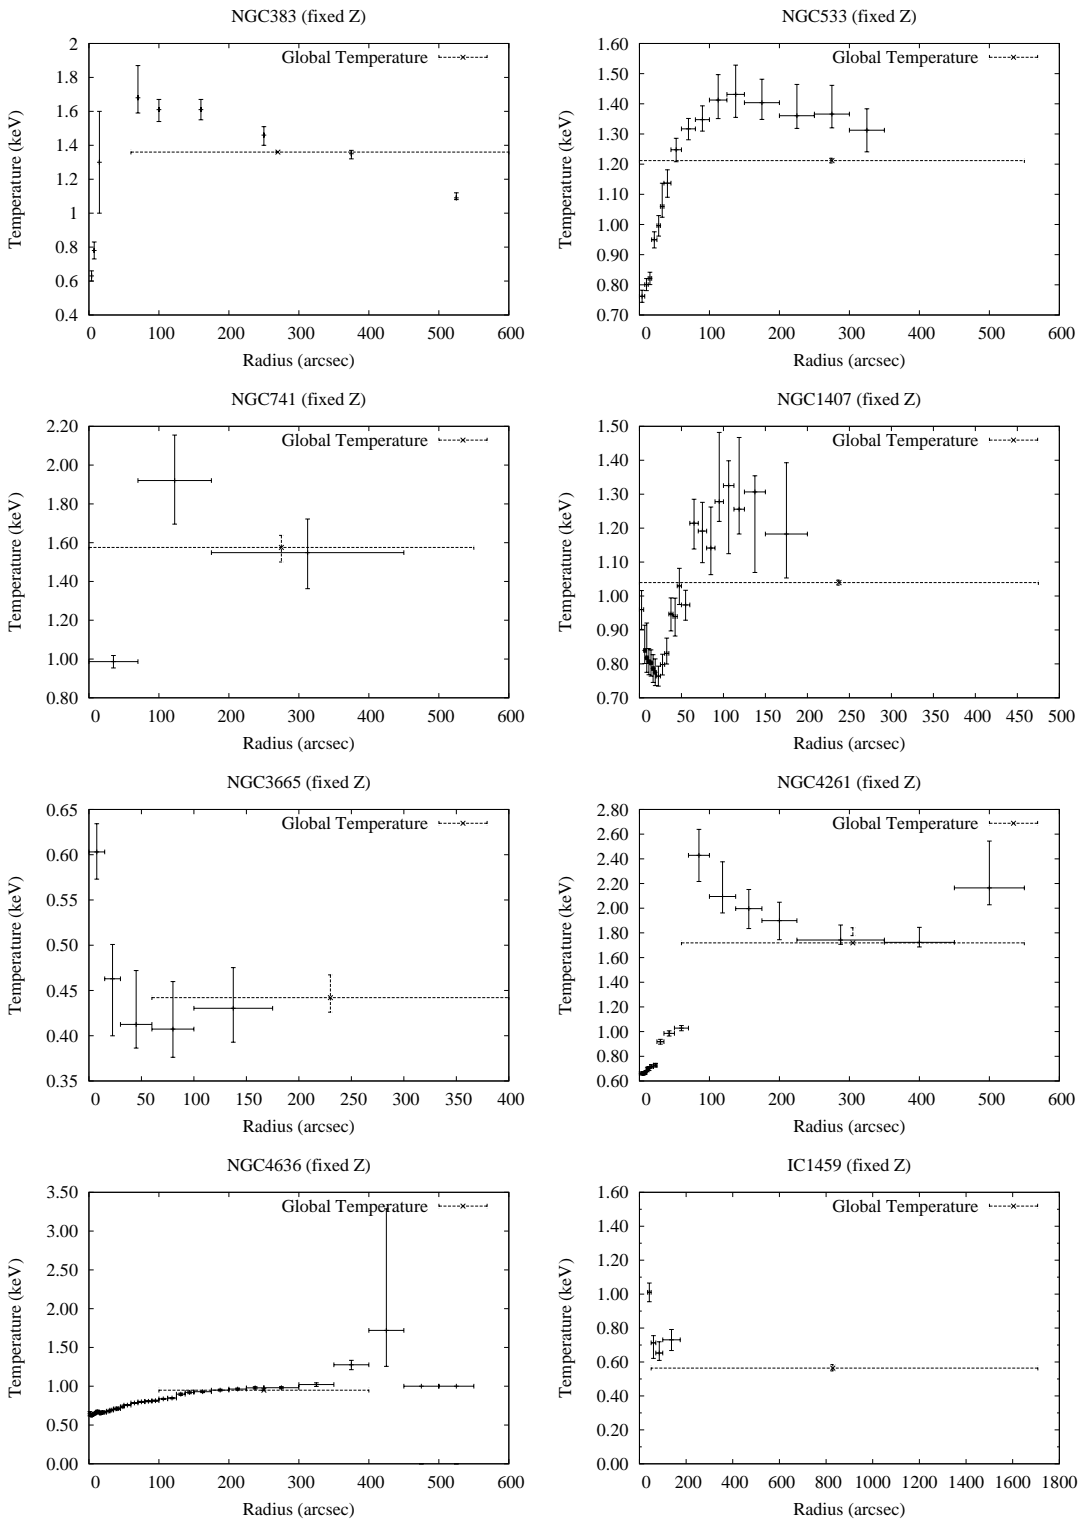 NGC383 (fixed Z)
Global Temperature
Temperature (keV)
2
1.8
1.6
1.4
1.2
1
0.8
0.6
0.4
0 100 200 300 400 500 600
Radius (arcsec)
NGC533 (fixed Z)
Global Temperature
Temperature (keV)
1.60
1.50
1.40
1.30
1.20
1.10
1.00
0.90
0.80
0.70
0 100 200 300 400 500 600
Radius (arcsec)
NGC741 (fixed Z)
Global Temperature
Temperature (keV)
2.20
2.00
1.80
1.60
1.40
1.20
1.00
0.80
0 100 200 300 400 500 600
Radius (arcsec)
NGC1407 (fixed Z)
Global Temperature
Temperature (keV)
1.50
1.40
1.30
1.20
1.10
1.00
0.90
0.80
0.70
0 50 100 150 200 250 300 350 400 450 500
Radius (arcsec)
NGC3665 (fixed Z)
Global Temperature
Temperature (keV)
0.65
0.60
0.55
0.50
0.45
0.40
0.35
0 50 100 150 200 250 300 350 400
Radius (arcsec)
NGC4261 (fixed Z)
Global Temperature
Temperature (keV)
2.80
2.60
2.40
2.20
2.00
1.80
1.60
1.40
1.20
1.00
0.80
0.60
0 100 200 300 400 500 600
Radius (arcsec)
NGC4636 (fixed Z)
Global Temperature
Temperature (keV)
3.50
3.00
2.50
2.00
1.50
1.00
0.50
0.00
0 100 200 300 400 500 600
Radius (arcsec)
IC1459 (fixed Z)
Global Temperature
Temperature (keV)
1.60
1.40
1.20
1.00
0.80
0.60
0.40
0.20
0.00
0 200 400 600 800 1000 1200 1400 1600 1800
Radius (arcsec)